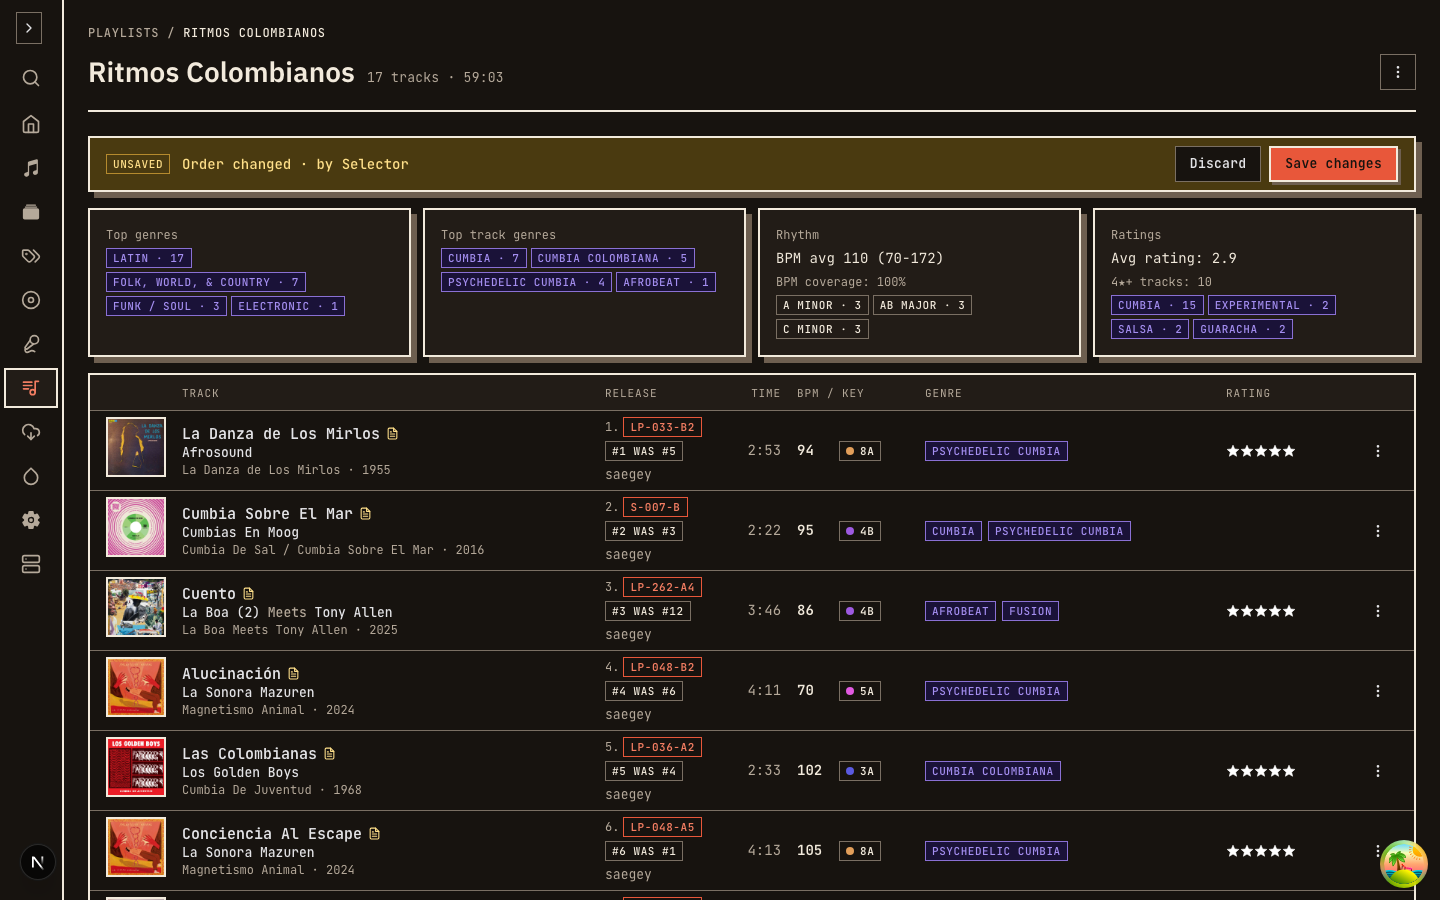 PLAYLISTS / RITMOS COLOMBIANOS
Ritmos Colombianos 17 tracks · 59:03
UNSAVED Order changed · by Selector Discard Save changes
Top genres
LATIN · 17
FOLK, WORLD, & COUNTRY · 7
FUNK / SOUL · 3 ELECTRONIC · 1
Top track genres
CUMBIA · 7 CUMBIA COLOMBIANA · 5
PSYCHEDELIC CUMBIA · 4 AFROBEAT · 1
Rhythm
BPM avg 110 (70-172)
BPM coverage: 100%
A MINOR · 3 AB MAJOR · 3
C MINOR · 3
Ratings
Avg rating: 2.9
4★+ tracks: 10
CUMBIA · 15 EXPERIMENTAL · 2
SALSA · 2 GUARACHA · 2
TRACK RELEASE TIME BPM / KEY GENRE RATING
La Danza de Los Mirlos
Afrosound
La Danza de Los Mirlos · 1955
1. LP-033-B2
#1 WAS #5
saegey
2:53 94 8A PSYCHEDELIC CUMBIA ★★★★★
Cumbia Sobre El Mar
Cumbias En Moog
Cumbia De Sal / Cumbia Sobre El Mar · 2016
2. S-007-B
#2 WAS #3
saegey
2:22 95 4B CUMBIA PSYCHEDELIC CUMBIA
Cuento
La Boa (2) Meets Tony Allen
La Boa Meets Tony Allen · 2025
3. LP-262-A4
#3 WAS #12
saegey
3:46 86 4B AFROBEAT FUSION ★★★★★
Alucinación
La Sonora Mazuren
Magnetismo Animal · 2024
4. LP-048-B2
#4 WAS #6
saegey
4:11 70 5A PSYCHEDELIC CUMBIA
LOS GOLDEN BOYS
Las Colombianas
Los Golden Boys
Cumbia De Juventud · 1968
5. LP-036-A2
#5 WAS #4
saegey
2:33 102 3A CUMBIA COLOMBIANA ★★★★★
Conciencia Al Escape
La Sonora Mazuren
Magnetismo Animal · 2024
6. LP-048-A5
#6 WAS #1
saegey
4:13 105 8A PSYCHEDELIC CUMBIA ★★★★★
N